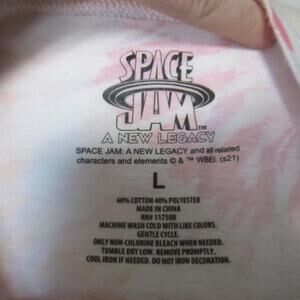 SPACE
JAM™
A NEW LEGACY
SPACE JAM: A NEW LEGACY and all related
characters and elements © & ™ WBEI. (s21)
L
60% COTTON 40% POLYESTER
MADE IN CHINA
RN# 117508
MACHINE WASH COLD WITH LIKE COLORS.
GENTLE CYCLE.
ONLY NON-CHLORINE BLEACH WHEN NEEDED.
TUMBLE DRY LOW. REMOVE PROMPTLY.
COOL IRON IF NEEDED. DO NOT IRON DECORATION.